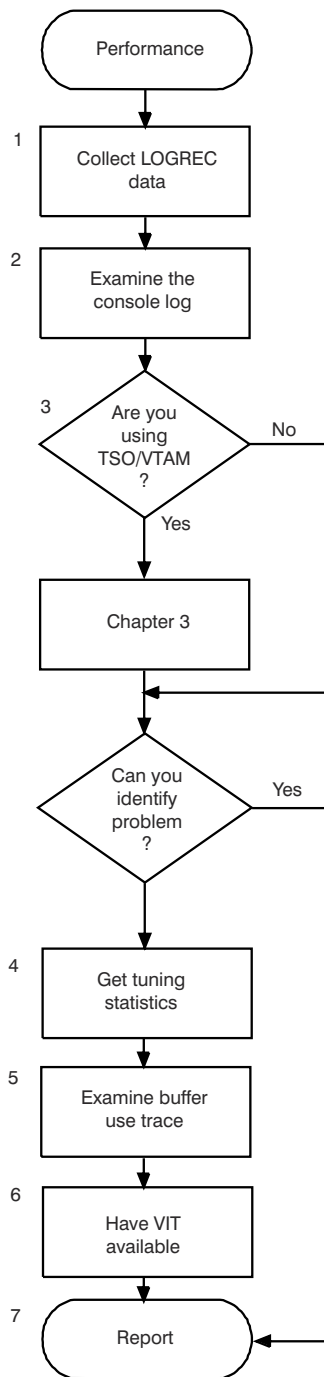 Performance
1
Collect LOGREC
data
2
Examine the
console log
3
Are you
using
TSO/VTAM
?
No
Yes
Chapter 3
Can you
identify
problem
?
Yes
4
Get tuning
statistics
5
Examine buffer
use trace
6
Have VIT
available
7
Report